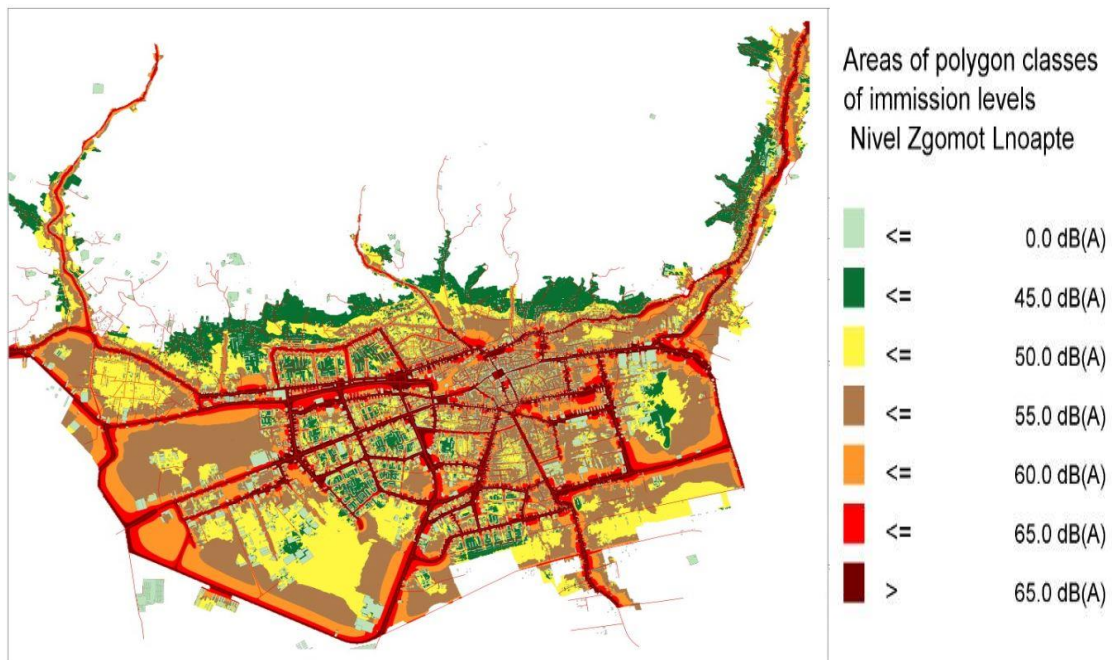 Areas of polygon classes
of immission levels
Nivel Zgomot Lnoapte
<= 0.0 dB(A)
<= 45.0 dB(A)
<= 50.0 dB(A)
<= 55.0 dB(A)
<= 60.0 dB(A)
<= 65.0 dB(A)
> 65.0 dB(A)